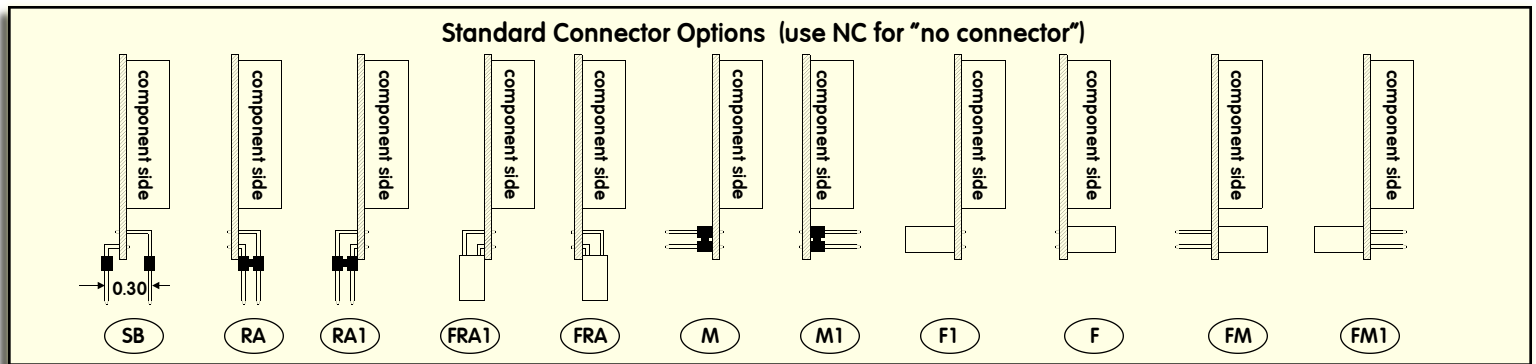 Standard Connector Options (use NC for “no connector”)
component side
component side
component side
component side
component side
component side
component side
component side
component side
component side
component side
0.30
SB
RA
RA1
FRA1
FRA
M
M1
F1
F
FM
FM1